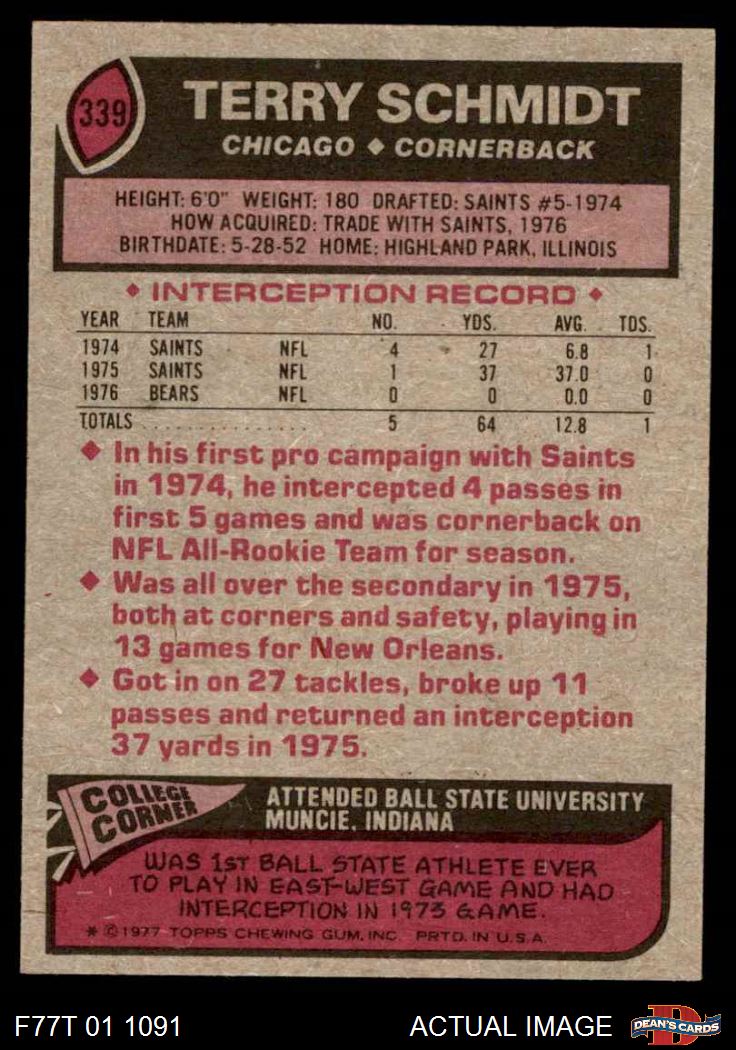 339
TERRY SCHMIDT
CHICAGO ♦ CORNERBACK
HEIGHT: 6'0" WEIGHT: 180 DRAFTED: SAINTS #5-1974
HOW ACQUIRED: TRADE WITH SAINTS, 1976
BIRTHDATE: 5-28-52 HOME: HIGHLAND PARK, ILLINOIS
♦ INTERCEPTION RECORD ♦
YEAR TEAM NO. YDS. AVG. TDS.
1974 SAINTS NFL 4 27 6.8 1
1975 SAINTS NFL 1 37 37.0 0
1976 BEARS NFL 0 0 0.0 0
TOTALS . . . . . . . . . . . . . . . 5 64 12.8 1
♦ In his first pro campaign with Saints
in 1974, he intercepted 4 passes in
first 5 games and was cornerback on
NFL All-Rookie Team for season.
♦ Was all over the secondary in 1975,
both at corners and safety, playing in
13 games for New Orleans.
♦ Got in on 27 tackles, broke up 11
passes and returned an interception
37 yards in 1975.
COLLEGE
CORNER
ATTENDED BALL STATE UNIVERSITY
MUNCIE, INDIANA
WAS 1ST BALL STATE ATHLETE EVER
TO PLAY IN EAST-WEST GAME AND HAD
INTERCEPTION IN 1973 GAME.
* © 1977 TOPPS CHEWING GUM, INC. PRTD. IN U.S.A.
F77T 01 1091 ACTUAL IMAGE
D
DEAN'S CARDS